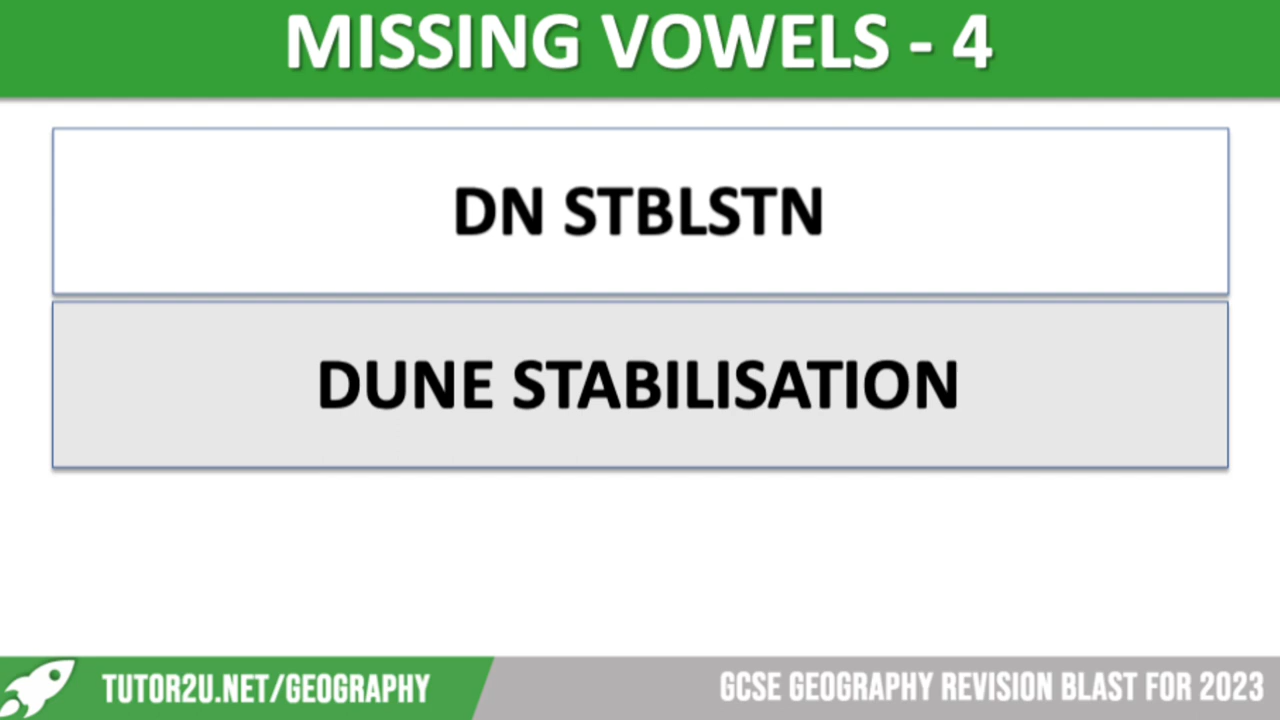 MISSING VOWELS - 4
DN STBLSTN
DUNE STABILISATION
TUTOR2U.NET/GEOGRAPHY
GCSE GEOGRAPHY REVISION BLAST FOR 2023